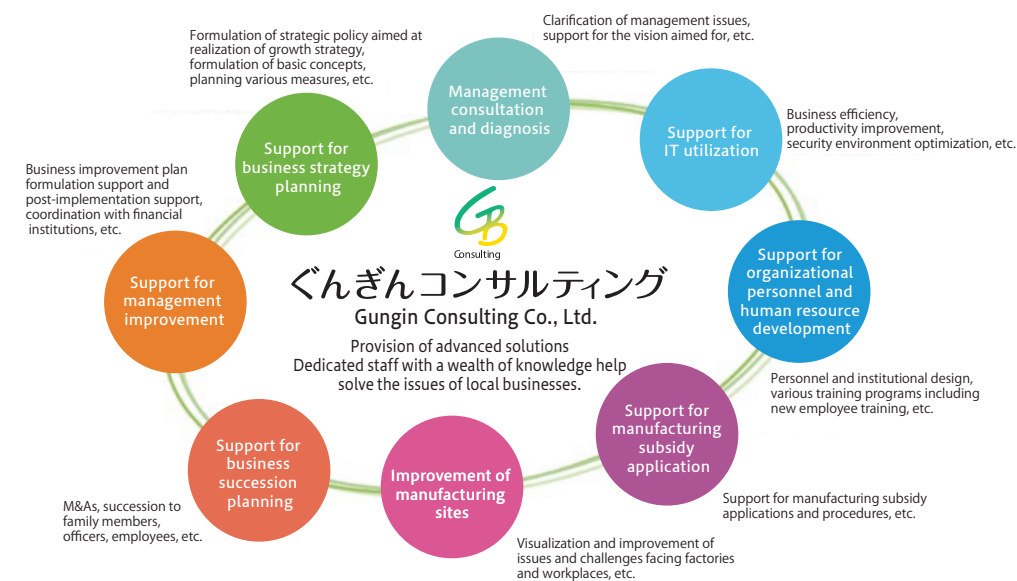 Clarification of management issues,
support for the vision aimed for, etc.
Management
consultation
and diagnosis
Formulation of strategic policy aimed at
realization of growth strategy,
formulation of basic concepts,
planning various measures, etc.
Support for
business strategy
planning
Support for
IT utilization
Business efficiency,
productivity improvement,
security environment optimization, etc.
Business improvement plan
formulation support and
post-implementation support,
coordination with financial
institutions, etc.
Support for
management
improvement
GB
Consulting
ぐんぎんコンサルティング
Gungin Consulting Co., Ltd.
Provision of advanced solutions
Dedicated staff with a wealth of knowledge help
solve the issues of local businesses.
Support for
organizational
personnel and
human resource
development
Personnel and institutional design,
various training programs including
new employee training, etc.
Support for
manufacturing
subsidy
application
Support for manufacturing subsidy
applications and procedures, etc.
Improvement of
manufacturing
sites
Visualization and improvement of
issues and challenges facing factories
and workplaces, etc.
Support for
business
succession
planning
M&As, succession to
family members,
officers, employees, etc.